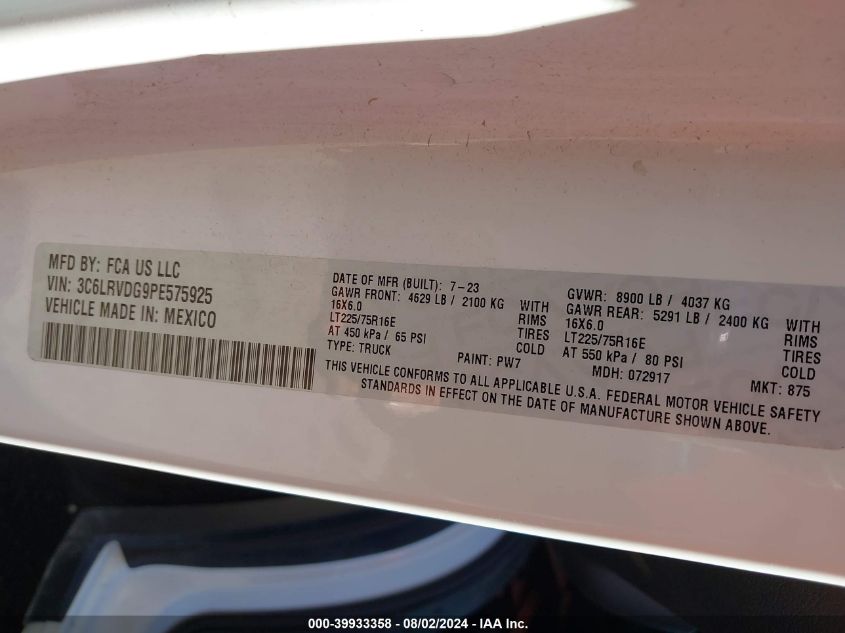 MFD BY: FCA US LLC
VIN: 3C6LRVDG9PE575925
VEHICLE MADE IN: MEXICO
DATE OF MFR (BUILT): 7-23
GAWR FRONT: 4629 LB / 2100 KG WITH
16X6.0 RIMS
LT225/75R16E TIRES
AT 450 kPa / 65 PSI COLD
TYPE: TRUCK PAINT: PW7
GVWR: 8900 LB / 4037 KG
GAWR REAR: 5291 LB / 2400 KG WITH
16X6.0 RIMS
LT225/75R16E TIRES
AT 550 kPa / 80 PSI COLD
MDH: 072917 MKT: 875
THIS VEHICLE CONFORMS TO ALL APPLICABLE U.S.A. FEDERAL MOTOR VEHICLE SAFETY
STANDARDS IN EFFECT ON THE DATE OF MANUFACTURE SHOWN ABOVE.
000-39933358 - 08/02/2024 - IAA Inc.